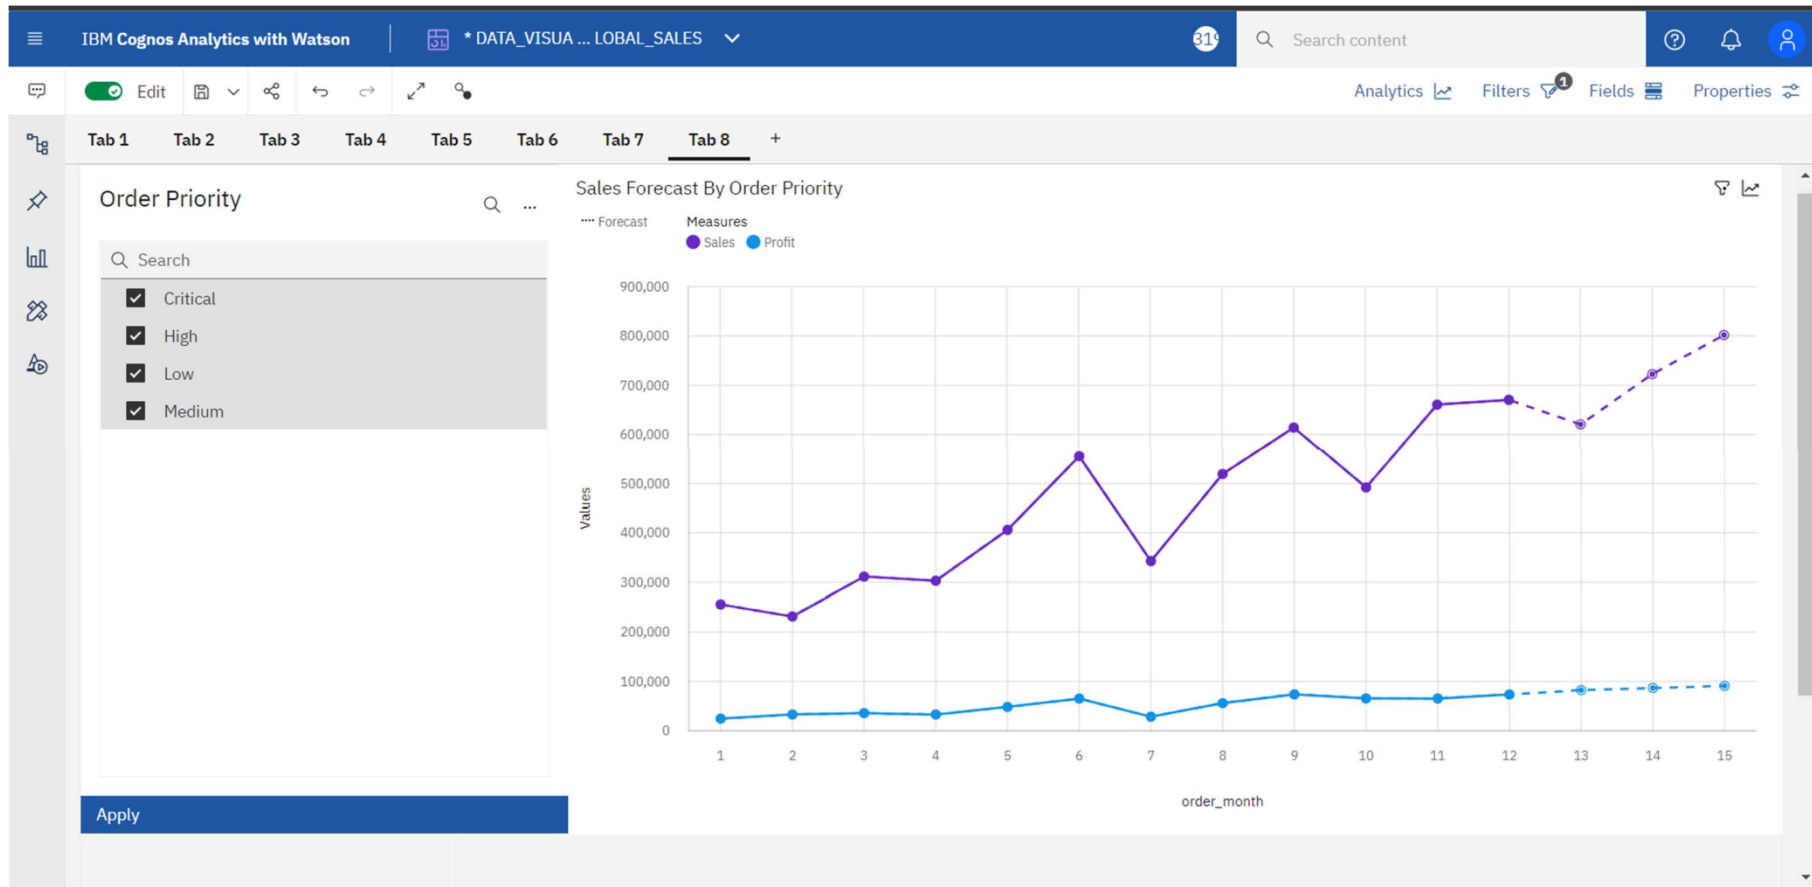 IBM Cognos Analytics with Watson
* DATA_VISUA ... LOBAL_SALES
Search content
Edit
Analytics
Filters
1
Fields
Properties
Tab 1
Tab 2
Tab 3
Tab 4
Tab 5
Tab 6
Tab 7
Tab 8
+
Order Priority
...
Search
Critical
High
Low
Medium
Apply
Sales Forecast By Order Priority
Forecast
Measures
Sales
Profit
900,000
800,000
700,000
600,000
500,000
400,000
300,000
200,000
100,000
0
Values
1 2 3 4 5 6 7 8 9 10 11 12 13 14 15
order_month